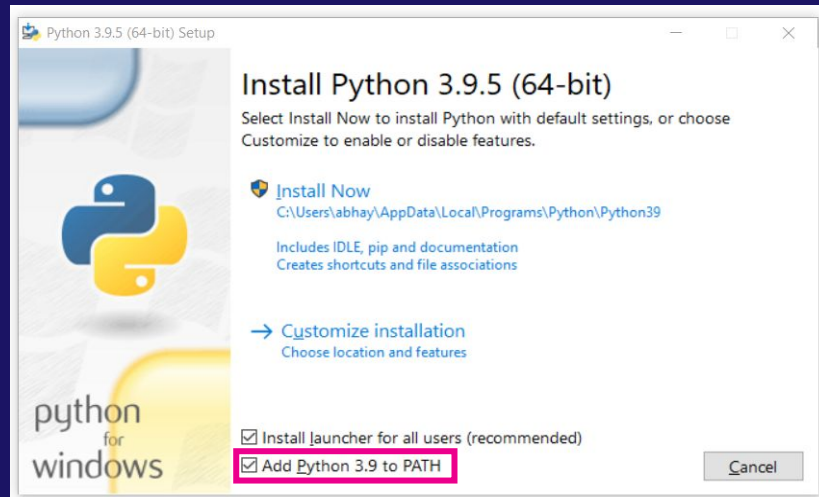 Python 3.9.5 (64-bit) Setup
Install Python 3.9.5 (64-bit)
Select Install Now to install Python with default settings, or choose
Customize to enable or disable features.
Install Now
C:\Users\abhay\AppData\Local\Programs\Python\Python39
Includes IDLE, pip and documentation
Creates shortcuts and file associations
Customize installation
Choose location and features
python
for
windows
Install launcher for all users (recommended)
Add Python 3.9 to PATH
Cancel